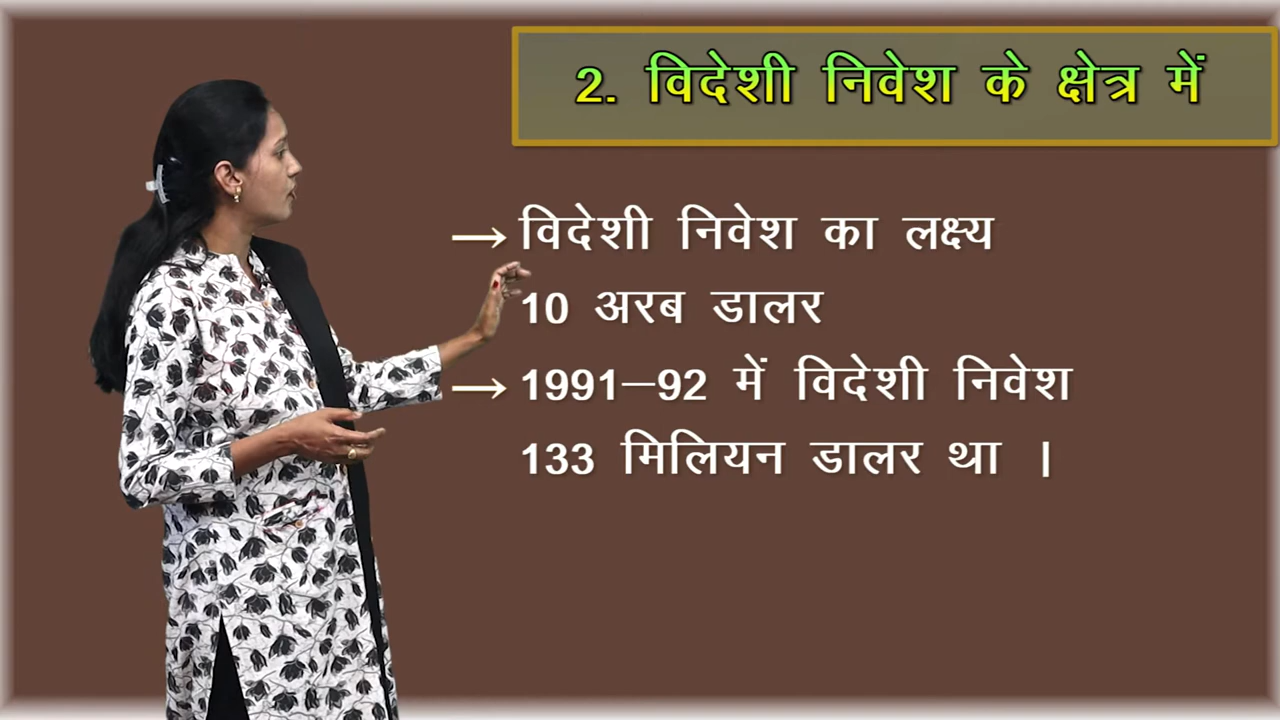 2. विदेशी निवेश के क्षेत्र में
→ विदेशी निवेश का लक्ष्य
10 अरब डालर
→ 1991–92 में विदेशी निवेश
133 मिलियन डालर था ।